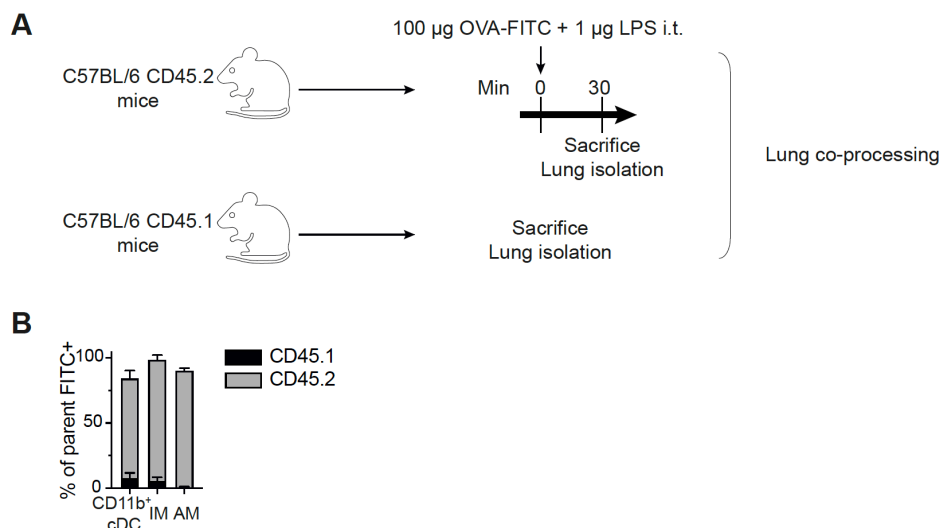 A
100 µg OVA-FITC + 1 µg LPS i.t.
C57BL/6 CD45.2
mice
Min 0 30
Sacrifice
Lung isolation
Lung co-processing
C57BL/6 CD45.1
mice
Sacrifice
Lung isolation
B
% of parent FITC+
100
50
0
CD45.1
CD45.2
CD11b⁺
cDC
IM
AM